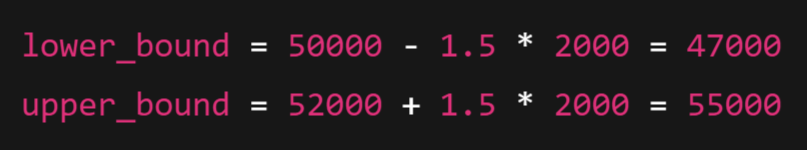 lower_bound = 50000 - 1.5 * 2000 = 47000
upper_bound = 52000 + 1.5 * 2000 = 55000